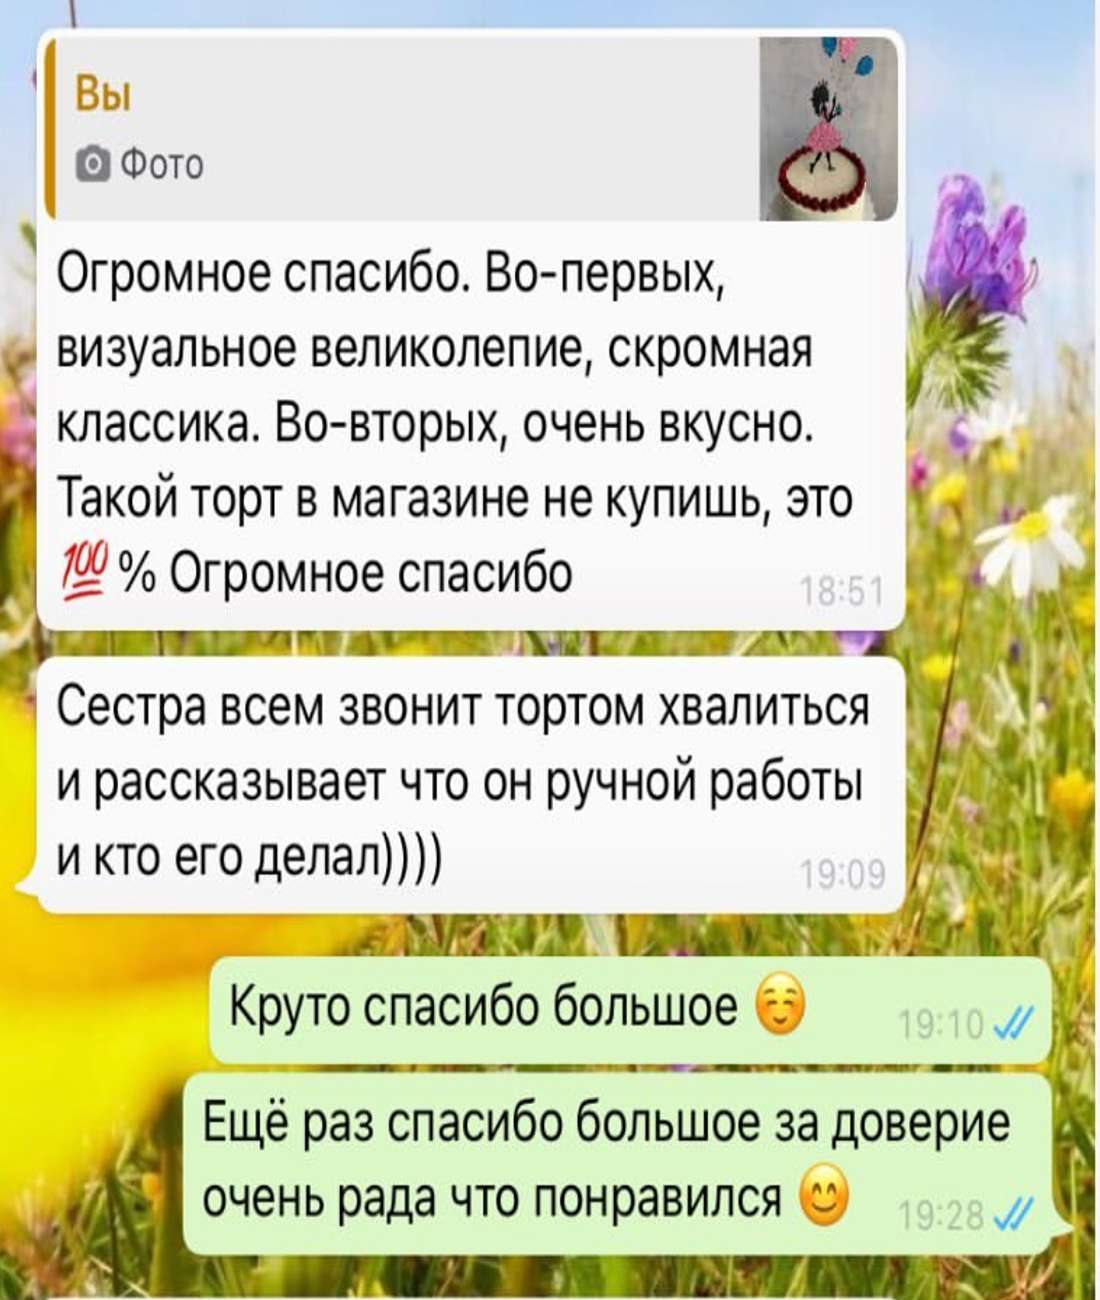 Вы
Фото
Огромное спасибо. Во-первых,
визуальное великолепие, скромная
классика. Во-вторых, очень вкусно.
Такой торт в магазине не купишь, это
💯 % Огромное спасибо
18:51
Сестра всем звонит тортом хвалиться
и рассказывает что он ручной работы
и кто его делал))))
19:09
Круто спасибо большое ☺️
19:10
Ещё раз спасибо большое за доверие
очень рада что понравился 😊
19:28